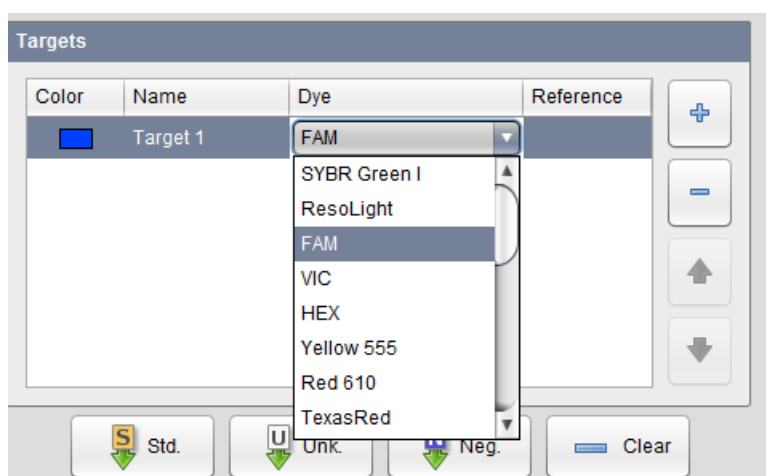 Targets
Color Name Dye Reference
Target 1 FAM
SYBR Green I
ResoLight
FAM
VIC
HEX
Yellow 555
Red 610
TexasRed
S Std. U Unk. Neg. Clear